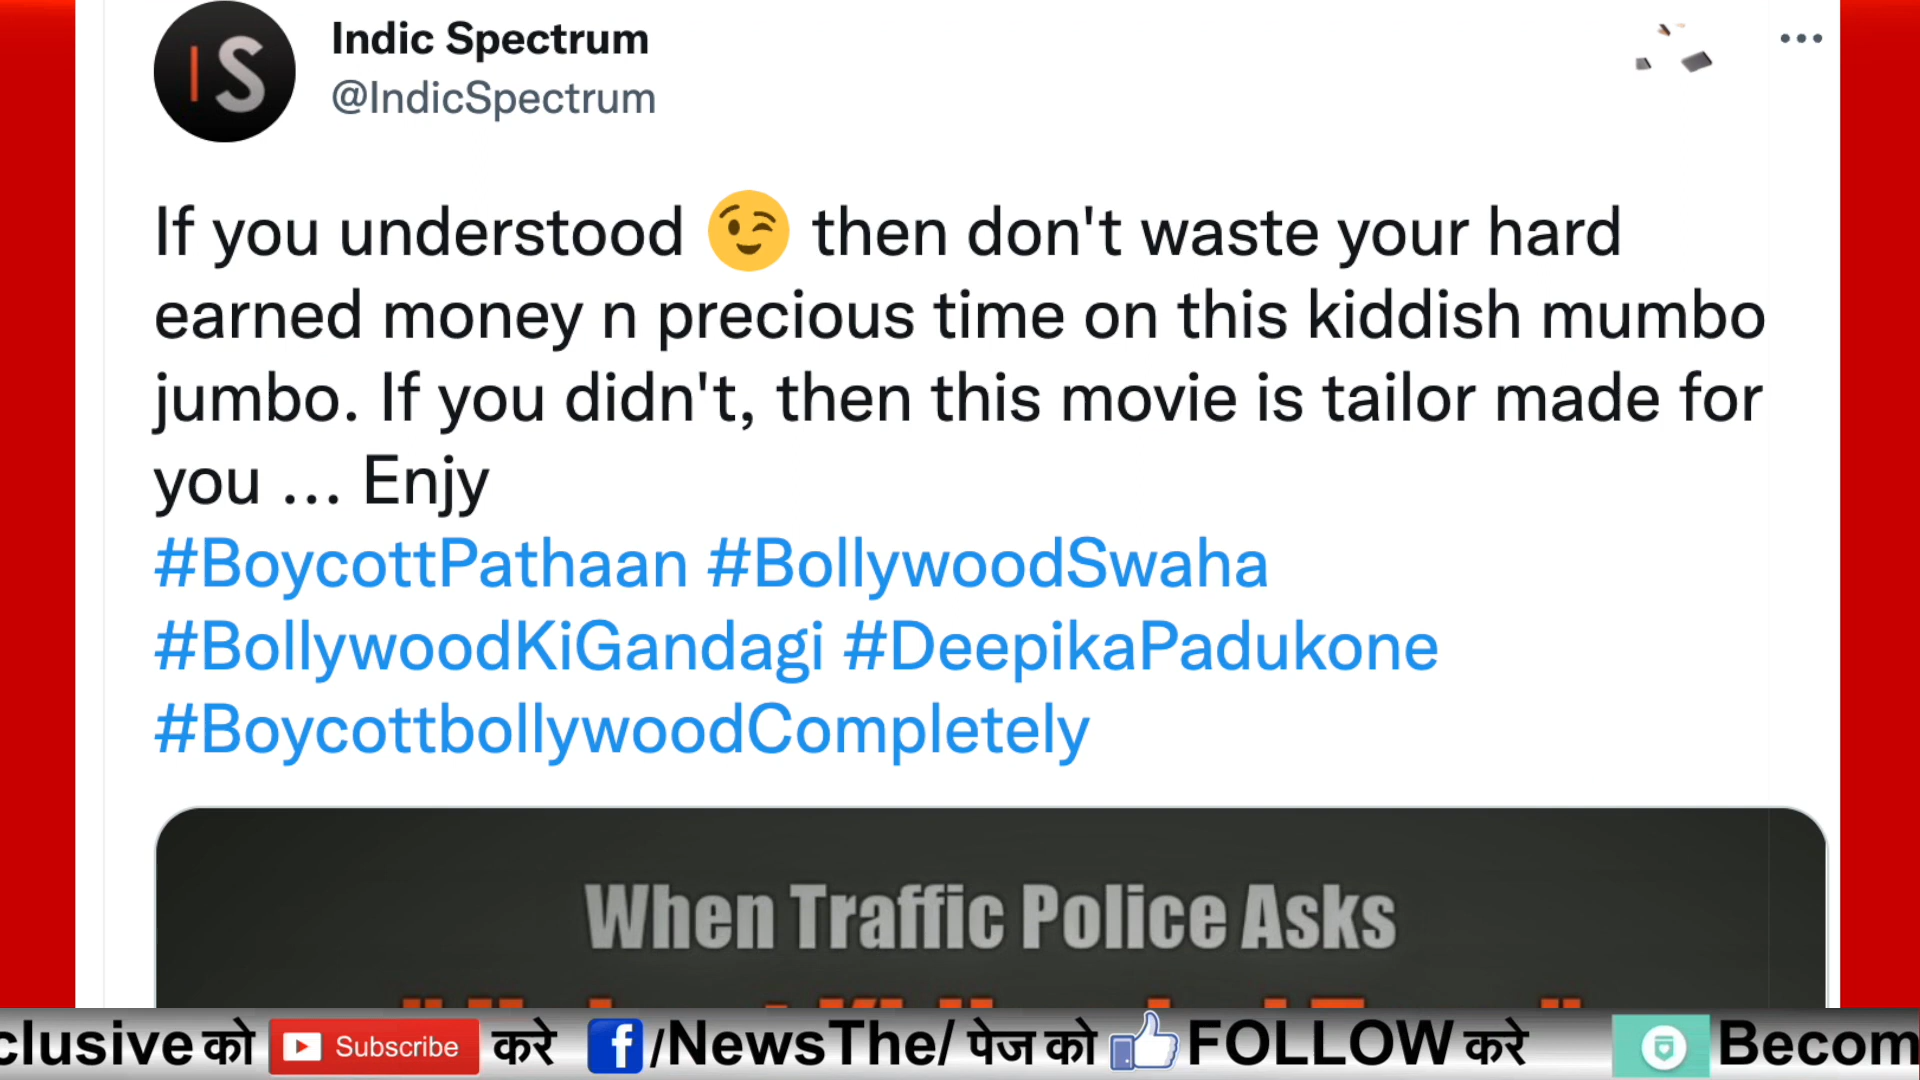 IS
Indic Spectrum
@IndicSpectrum
If you understood 😉 then don't waste your hard
earned money n precious time on this kiddish mumbo
jumbo. If you didn't, then this movie is tailor made for
you ... Enjy
#BoycottPathaan #BollywoodSwaha
#BollywoodKiGandagi #DeepikaPadukone
#BoycottbollywoodCompletely
When Traffic Police Asks
clusive को Subscribe करे f /NewsThe/ पेज को FOLLOW करे Becom